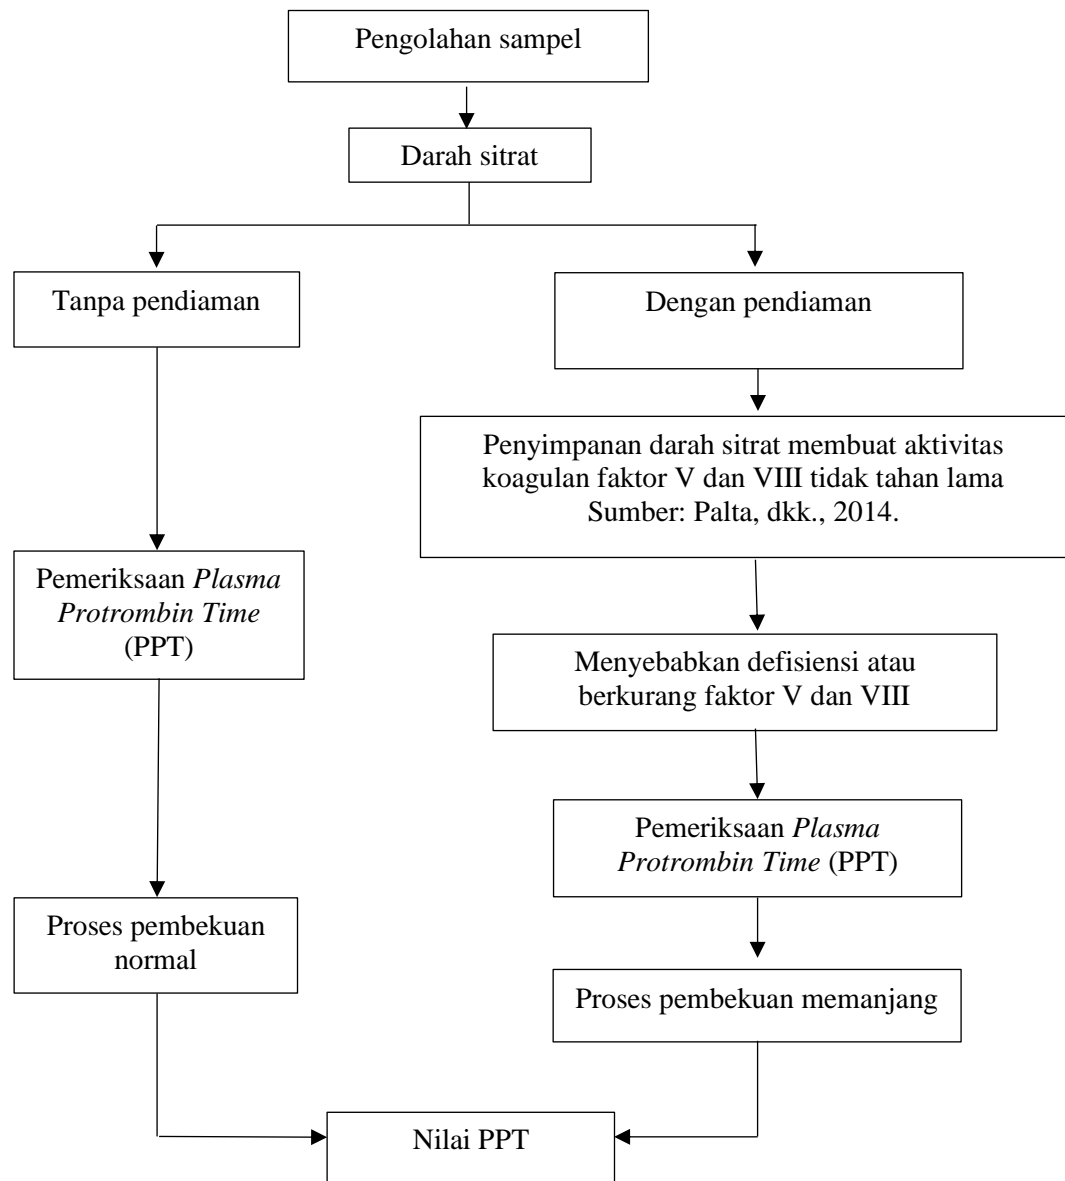 Pengolahan sampel
Darah sitrat
Tanpa pendiaman
Dengan pendiaman
Penyimpanan darah sitrat membuat aktivitas
koagulan faktor V dan VIII tidak tahan lama
Sumber: Palta, dkk., 2014.
Pemeriksaan Plasma
Protrombin Time
(PPT)
Menyebabkan defisiensi atau
berkurang faktor V dan VIII
Pemeriksaan Plasma
Protrombin Time (PPT)
Proses pembekuan
normal
Proses pembekuan memanjang
Nilai PPT